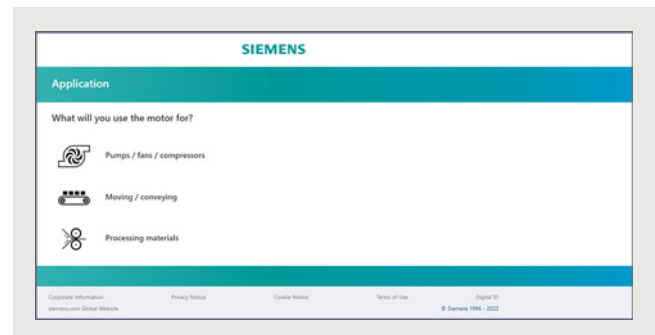 SIEMENS
Application
What will you use the motor for?
Pumps / fans / compressors
Moving / conveying
Processing materials
Corporate Information Privacy Notice Cookie Notice Terms of Use Digital ID
siemens.com Global Website © Siemens 1996 - 2022